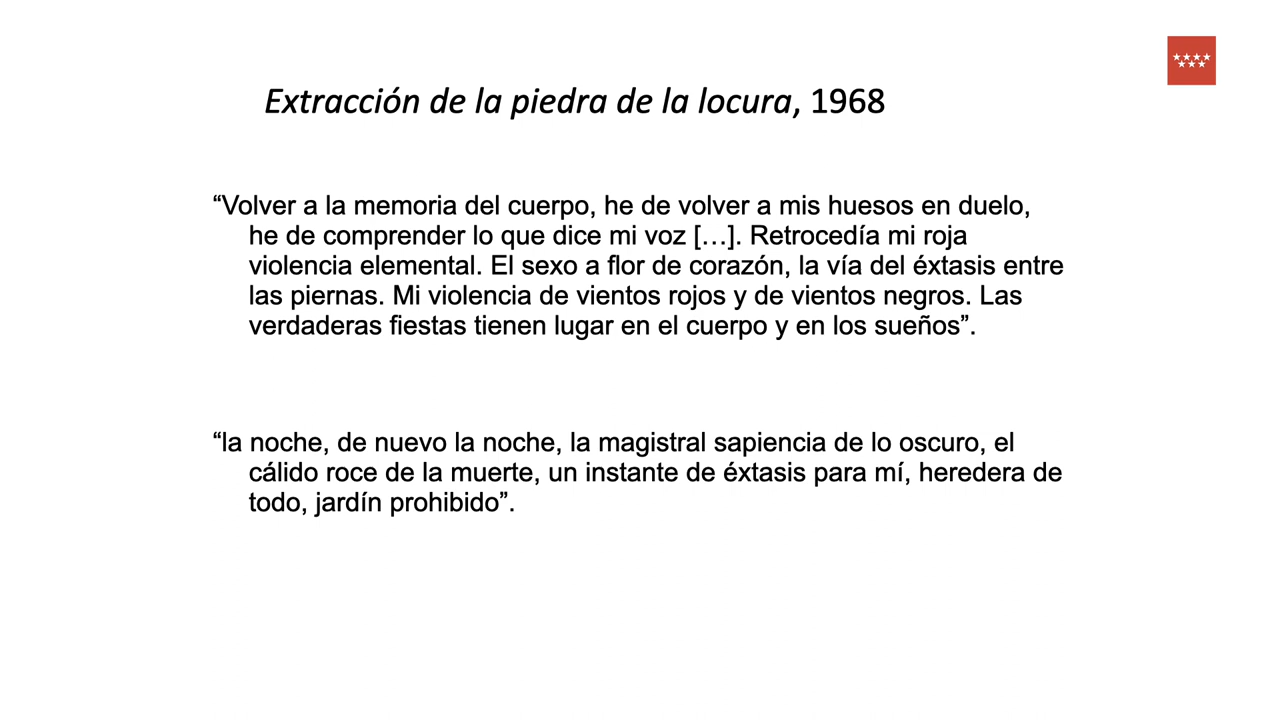 Extracción de la piedra de la locura, 1968
“Volver a la memoria del cuerpo, he de volver a mis huesos en duelo,
he de comprender lo que dice mi voz […]. Retrocedía mi roja
violencia elemental. El sexo a flor de corazón, la vía del éxtasis entre
las piernas. Mi violencia de vientos rojos y de vientos negros. Las
verdaderas fiestas tienen lugar en el cuerpo y en los sueños”.
“la noche, de nuevo la noche, la magistral sapiencia de lo oscuro, el
cálido roce de la muerte, un instante de éxtasis para mí, heredera de
todo, jardín prohibido”.